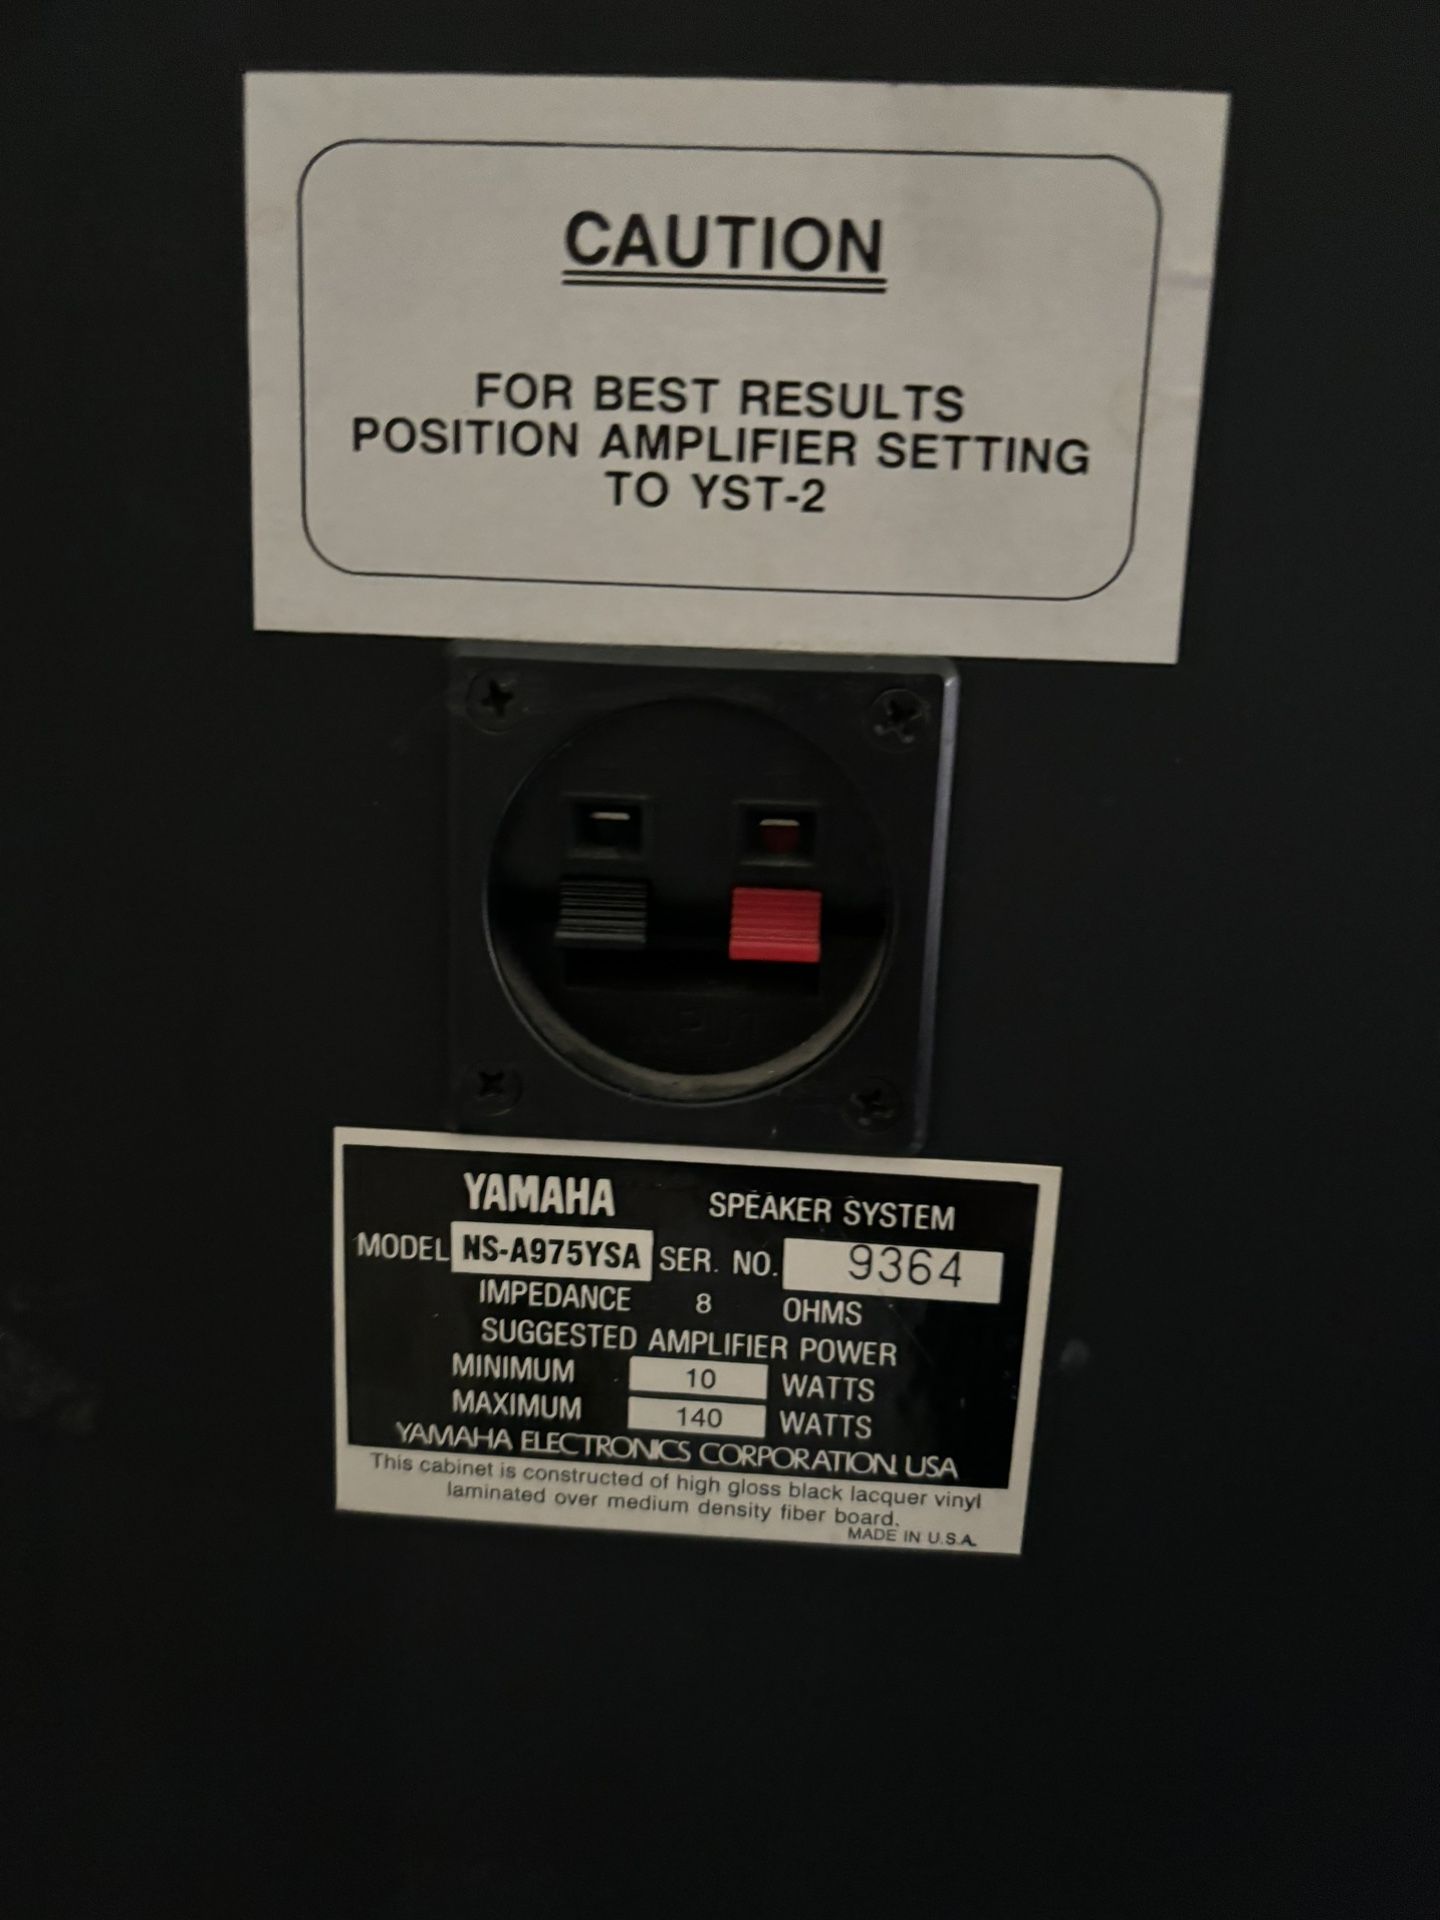 CAUTION
FOR BEST RESULTS
POSITION AMPLIFIER SETTING
TO YST-2
INPUT
YAMAHA SPEAKER SYSTEM
MODEL NS-A975YSA SER. NO. 9364
IMPEDANCE 8 OHMS
SUGGESTED AMPLIFIER POWER
MINIMUM 10 WATTS
MAXIMUM 140 WATTS
YAMAHA ELECTRONICS CORPORATION, USA
This cabinet is constructed of high gloss black lacquer vinyl
laminated over medium density fiber board.
MADE IN U.S.A.